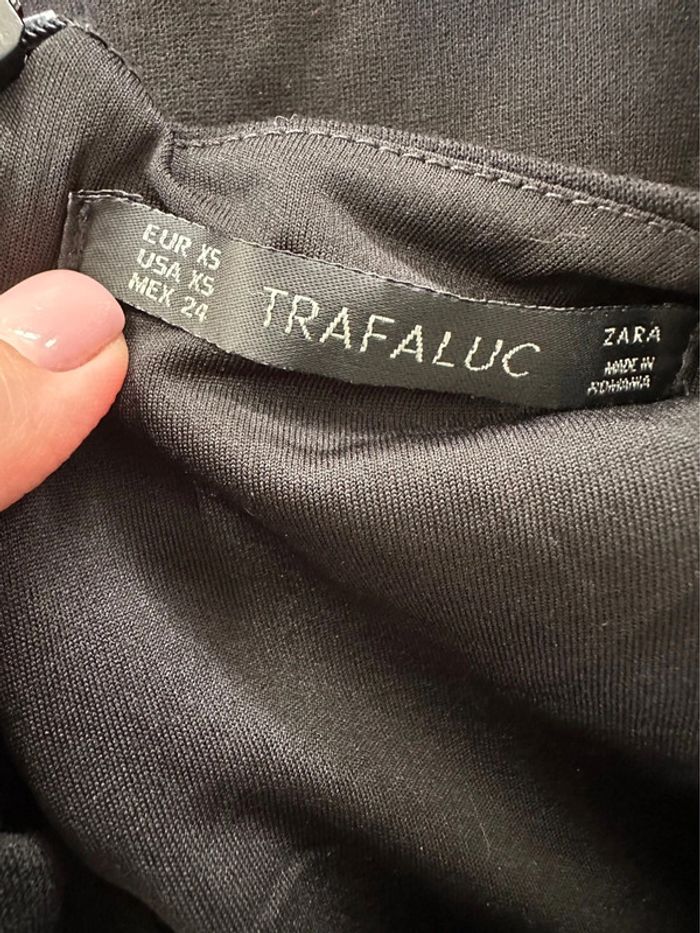 EUR XS
USA XS
MEX 24
TRAFALUC
ZARA
MADE IN
ROMANIA